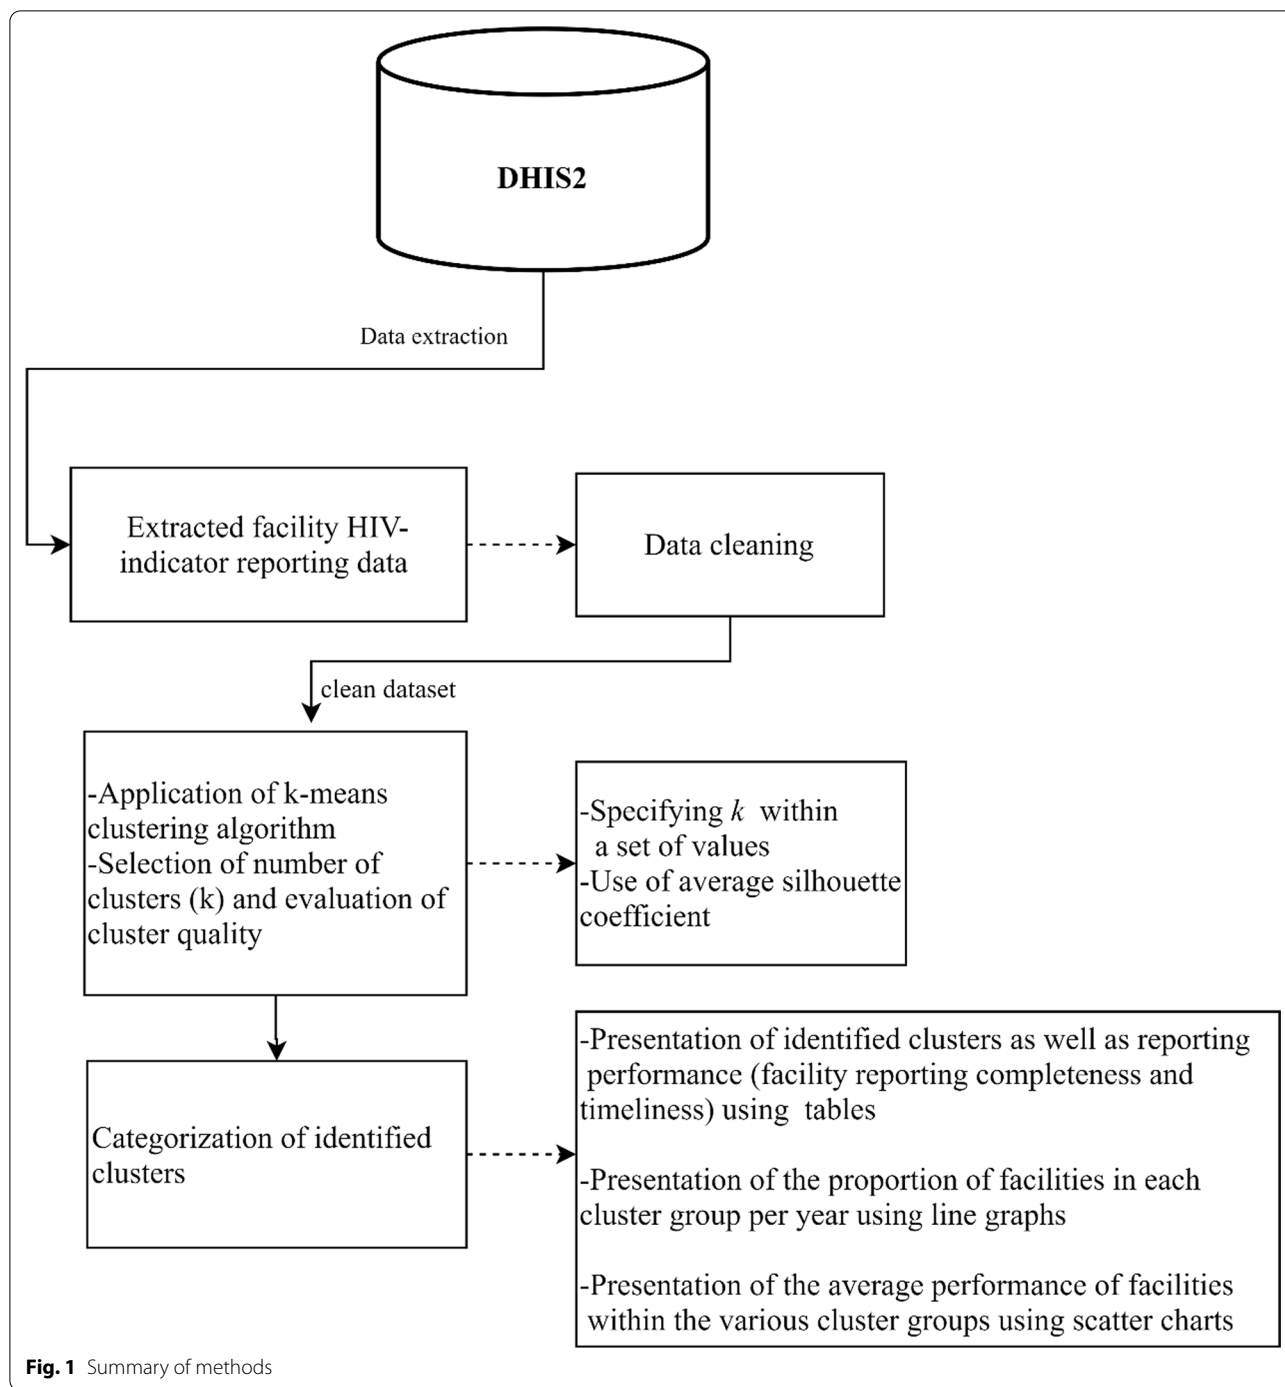 DHIS2
Data extraction
Extracted facility HIV-
indicator reporting data
Data cleaning
clean dataset
-Application of k-means
clustering algorithm
-Selection of number of
clusters (k) and evaluation of
cluster quality
-Specifying k within
a set of values
-Use of average silhouette
coefficient
Categorization of identified
clusters
-Presentation of identified clusters as well as reporting
performance (facility reporting completeness and
timeliness) using tables
-Presentation of the proportion of facilities in each
cluster group per year using line graphs
-Presentation of the average performance of facilities
within the various cluster groups using scatter charts
Fig. 1 Summary of methods